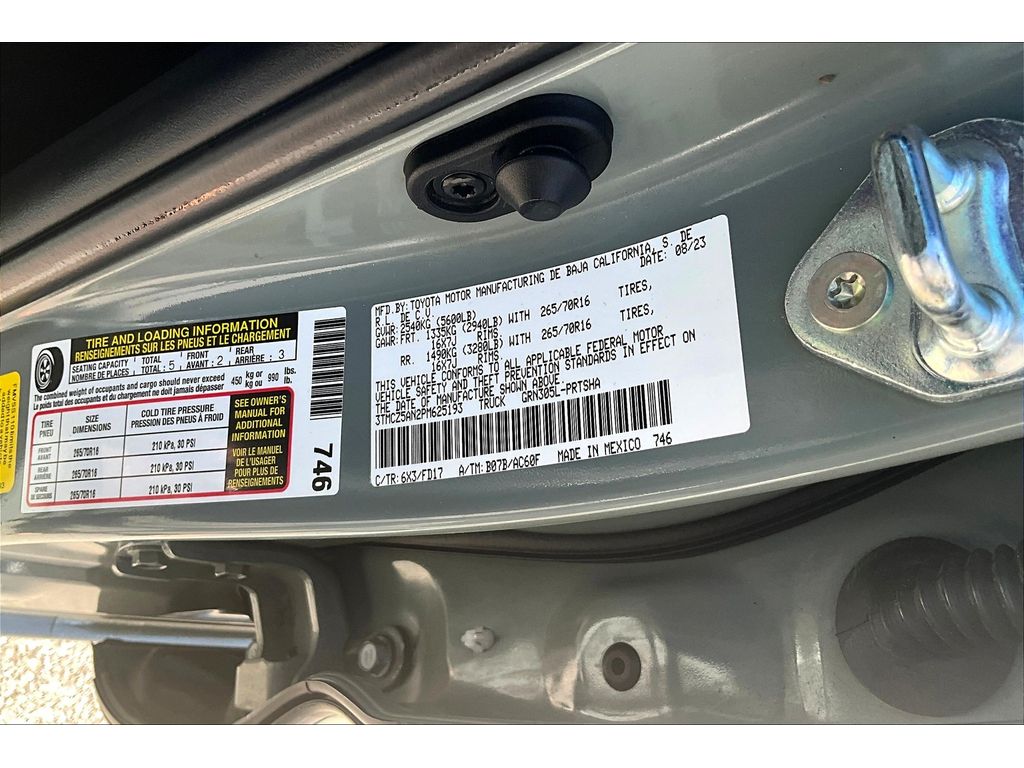 MFD.BY: TOYOTA MOTOR MANUFACTURING DE BAJA CALIFORNIA, S. DE
R.L. DE C.V. DATE: 08/23
GVWR: 2540KG (5600LB)
GAWR: FRT. 1335KG (2940LB) WITH 265/70R16 TIRES,
16X7J RIMS,
RR. 1490KG (3280LB) WITH 265/70R16 TIRES,
16X7J RIMS.
THIS VEHICLE CONFORMS TO ALL APPLICABLE FEDERAL MOTOR
VEHICLE SAFETY AND THEFT PREVENTION STANDARDS IN EFFECT ON
THE DATE OF MANUFACTURE SHOWN ABOVE.
3TMCZ5AN2PM625193 TRUCK GRN305L-PRTSHA
C/TR: 6X3/FD17 A/TM: B07B/AC60F MADE IN MEXICO 746
TIRE AND LOADING INFORMATION
RENSEIGNEMENTS SUR LES PNEUS ET LE CHARGEMENT
SEATING CAPACITY
NOMBRE DE PLACES
TOTAL
TOTAL : 5
FRONT
AVANT : 2
REAR
ARRIÈRE : 3
The combined weight of occupants and cargo should never exceed
Le poids total des occupants et du chargement ne doit jamais dépasser
450 kg or 990 lbs.
kg ou lb.
TIRE
PNEU
SIZE
DIMENSIONS
COLD TIRE PRESSURE
PRESSION DES PNEUS À FROID
FRONT
AVANT
265/70R16
210 kPa, 30 PSI
REAR
ARRIÈRE
265/70R16
210 kPa, 30 PSI
SPARE
DE SECOURS
265/70R16
210 kPa, 30 PSI
SEE OWNER'S
MANUAL FOR
ADDITIONAL
INFORMATION
VOIR LE MANUEL
DE L'USAGER
POUR PLUS DE
RENSEIGNEMENTS
746